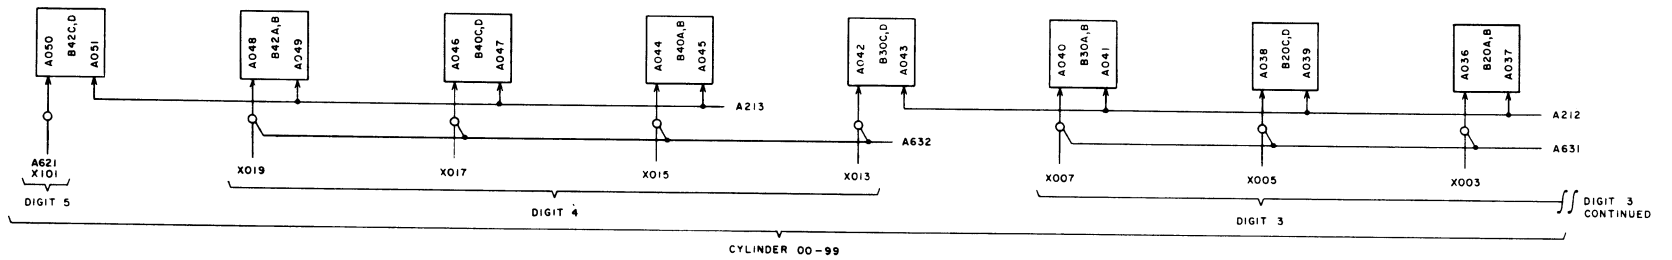 A050 B42C,D A051
A048 B42A,B A049
A046 B40C,D A047
A044 B40A,B A045
A042 B30C,D A043
A040 B30A,B A041
A038 B20C,D A039
A036 B20A,B A037
A213
A212
A632
A631
A621
X101
X019
X017
X015
X013
X007
X005
X003
DIGIT 5
DIGIT 4
DIGIT 3
DIGIT 3
CONTINUED
CYLINDER 00-99